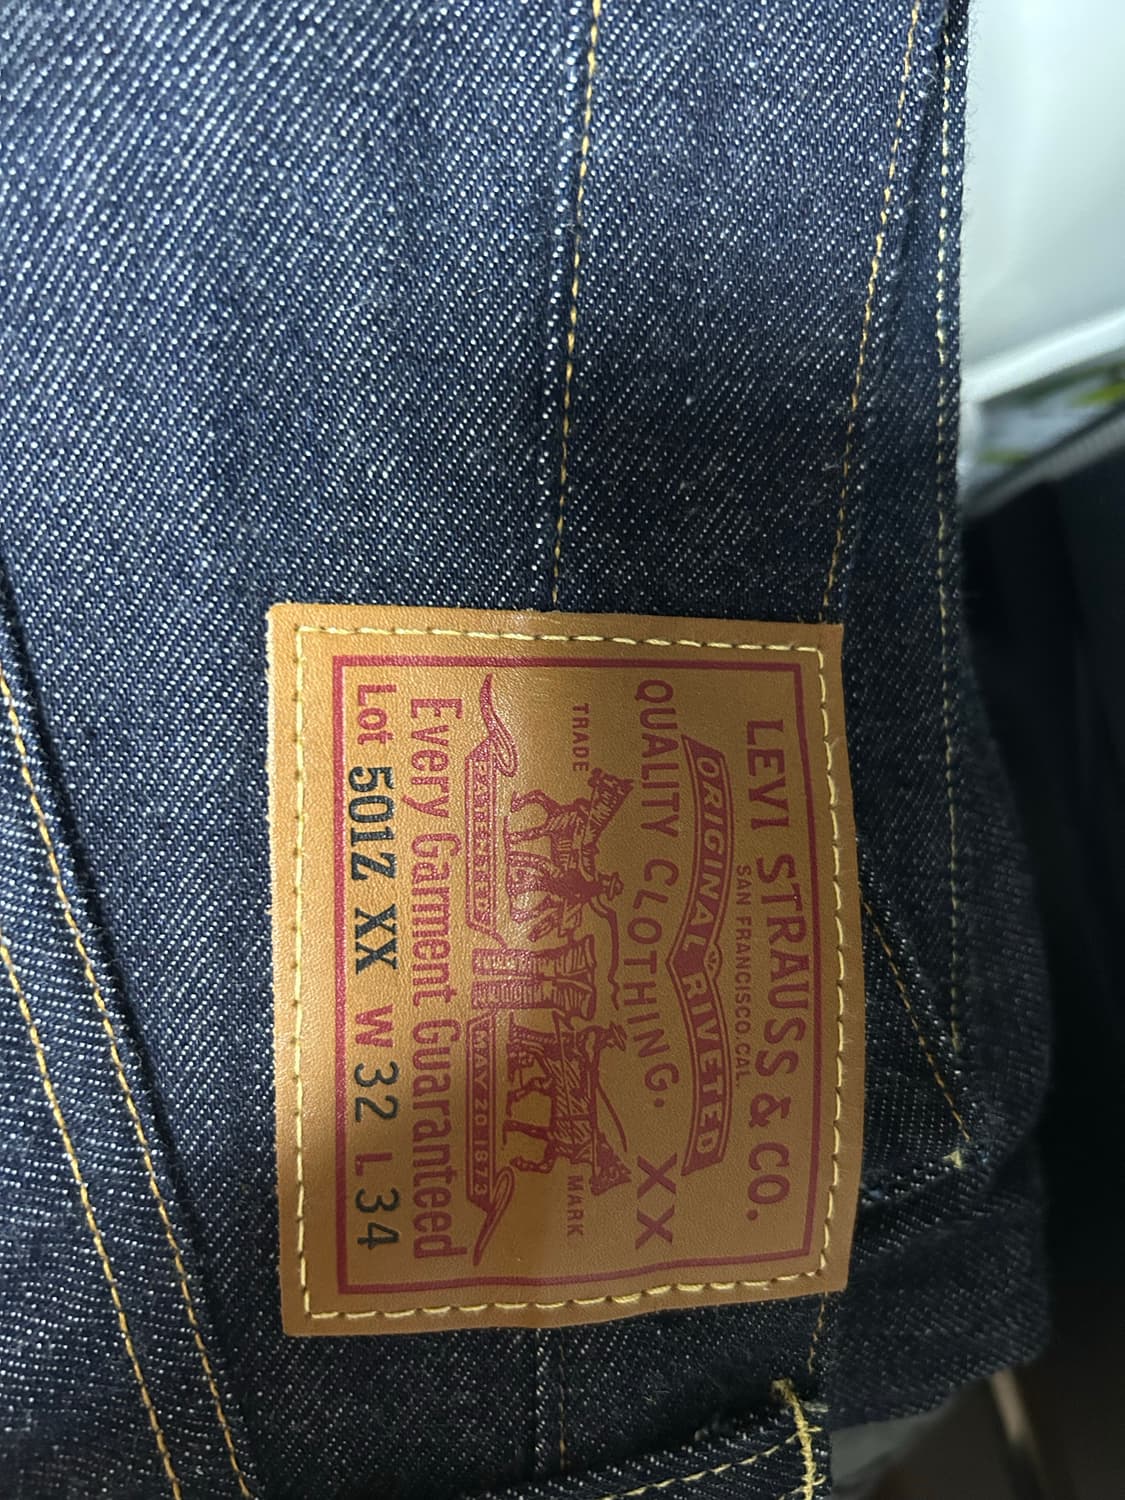 LEVI STRAUSS & CO.
SAN FRANCISCO, CAL.
ORIGINAL RIVETED
QUALITY CLOTHING. XX
TRADE MARK
PATENTED MAY 20 1873
Every Garment Guaranteed
Lot 501Z XX W 32 L 34